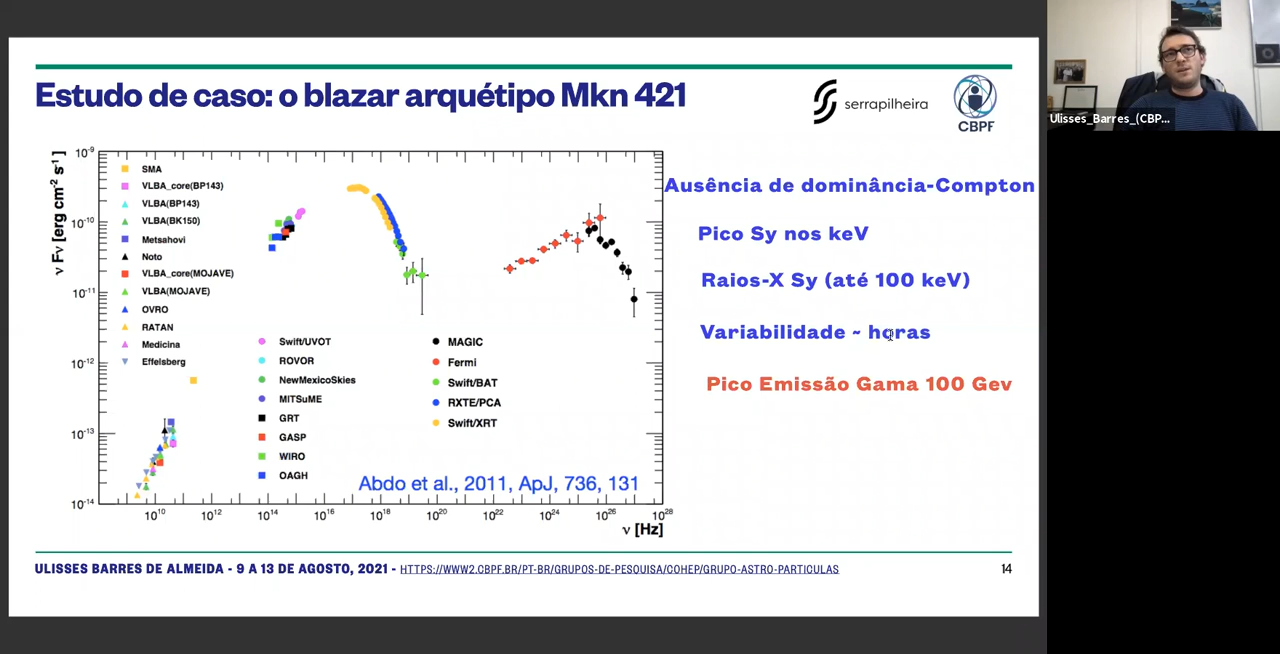 Estudo de caso: o blazar arquétipo Mkn 421
serrapilheira
CBPF
Ulisses_Barres_(CBP...
ν Fν [erg cm-2 s-1]
10-9
10-10
10-11
10-12
10-13
10-14
SMA
VLBA_core(BP143)
VLBA(BP143)
VLBA(BK150)
Metsahovi
Noto
VLBA_core(MOJAVE)
VLBA(MOJAVE)
OVRO
RATAN
Medicina
Effelsberg
Swift/UVOT
ROVOR
NewMexicoSkies
MITSuME
GRT
GASP
WIRO
OAGH
MAGIC
Fermi
Swift/BAT
RXTE/PCA
Swift/XRT
Abdo et al., 2011, ApJ, 736, 131
1010 1012 1014 1016 1018 1020 1022 1024 1026 1028
ν [Hz]
Ausência de dominância-Compton
Pico Sy nos keV
Raios-X Sy (até 100 keV)
Variabilidade ~ horas
Pico Emissão Gama 100 Gev
ULISSES BARRES DE ALMEIDA - 9 A 13 DE AGOSTO, 2021 - HTTPS://WWW2.CBPF.BR/PT-BR/GRUPOS-DE-PESQUISA/COHEP/GRUPO-ASTRO-PARTICULAS
14